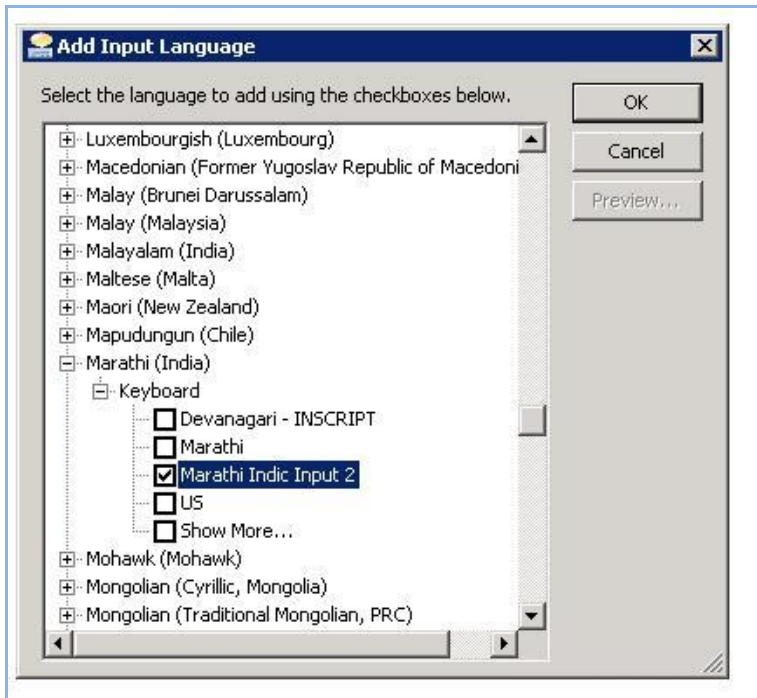 Add Input Language
Select the language to add using the checkboxes below.
OK
Cancel
Preview...
Luxembourgish (Luxembourg)
Macedonian (Former Yugoslav Republic of Macedoni
Malay (Brunei Darussalam)
Malay (Malaysia)
Malayalam (India)
Maltese (Malta)
Maori (New Zealand)
Mapudungun (Chile)
Marathi (India)
Keyboard
Devanagari - INSCRIPT
Marathi
Marathi Indic Input 2
US
Show More...
Mohawk (Mohawk)
Mongolian (Cyrillic, Mongolia)
Mongolian (Traditional Mongolian, PRC)